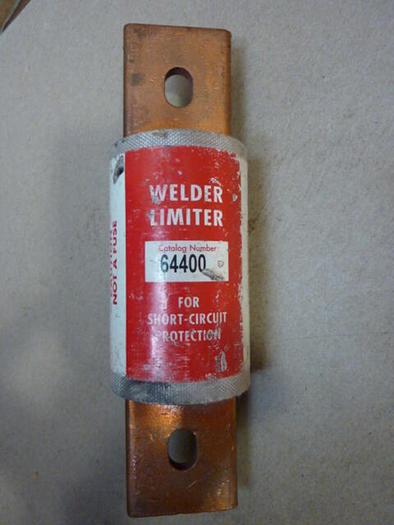 WELDER
LIMITER
Catalog Number
64400
FOR
SHORT-CIRCUIT
PROTECTION
NOT A FUSE